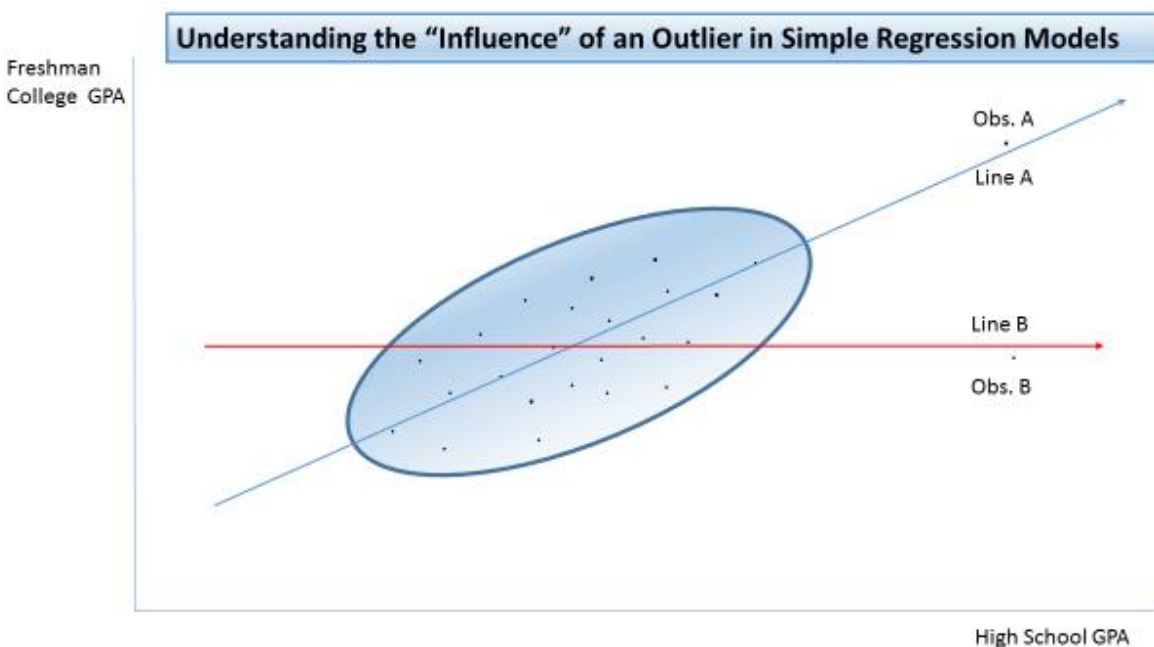 Understanding the “Influence” of an Outlier in Simple Regression Models
Freshman
College GPA
Obs. A
Line A
Line B
Obs. B
High School GPA